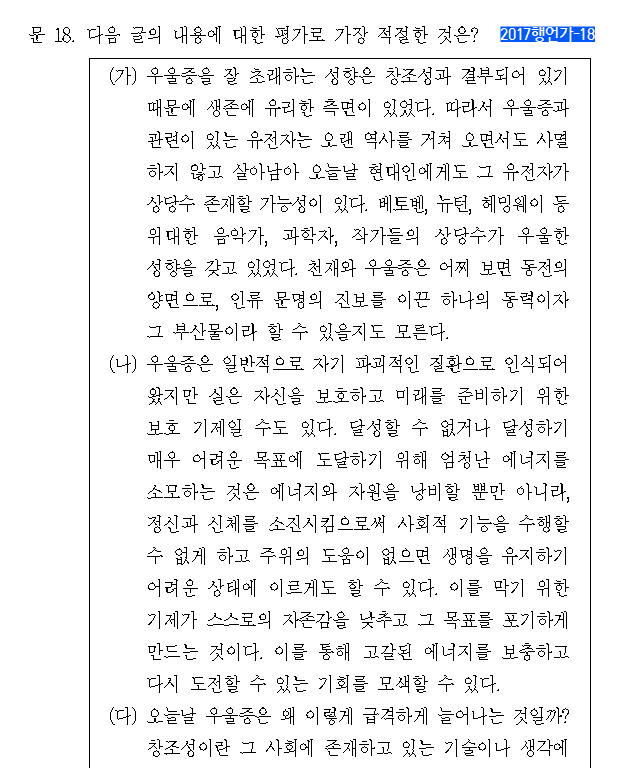 문 18. 다음 글의 내용에 대한 평가로 가장 적절한 것은? 2017행언가-18
(가) 우울증을 잘 초래하는 성향은 창조성과 결부되어 있기
때문에 생존에 유리한 측면이 있었다. 따라서 우울증과
관련이 있는 유전자는 오랜 역사를 거쳐 오면서도 사멸
하지 않고 살아남아 오늘날 현대인에게도 그 유전자가
상당수 존재할 가능성이 있다. 베토벤, 뉴턴, 헤밍웨이 등
위대한 음악가, 과학자, 작가들의 상당수가 우울한
성향을 갖고 있었다. 천재와 우울증은 어찌 보면 동전의
양면으로, 인류 문명의 진보를 이끈 하나의 동력이자
그 부산물이라 할 수 있을지도 모른다.
(나) 우울증은 일반적으로 자기 파괴적인 질환으로 인식되어
왔지만 실은 자신을 보호하고 미래를 준비하기 위한
보호 기제일 수도 있다. 달성할 수 없거나 달성하기
매우 어려운 목표에 도달하기 위해 엄청난 에너지를
소모하는 것은 에너지와 자원을 낭비할 뿐만 아니라,
정신과 신체를 소진시킴으로써 사회적 기능을 수행할
수 없게 하고 주위의 도움이 없으면 생명을 유지하기
어려운 상태에 이르게도 할 수 있다. 이를 막기 위한
기제가 스스로의 자존감을 낮추고 그 목표를 포기하게
만드는 것이다. 이를 통해 고갈된 에너지를 보충하고
다시 도전할 수 있는 기회를 모색할 수 있다.
(다) 오늘날 우울증은 왜 이렇게 급격하게 늘어나는 것일까?
창조성이란 그 사회에 존재하고 있는 기술이나 생각에